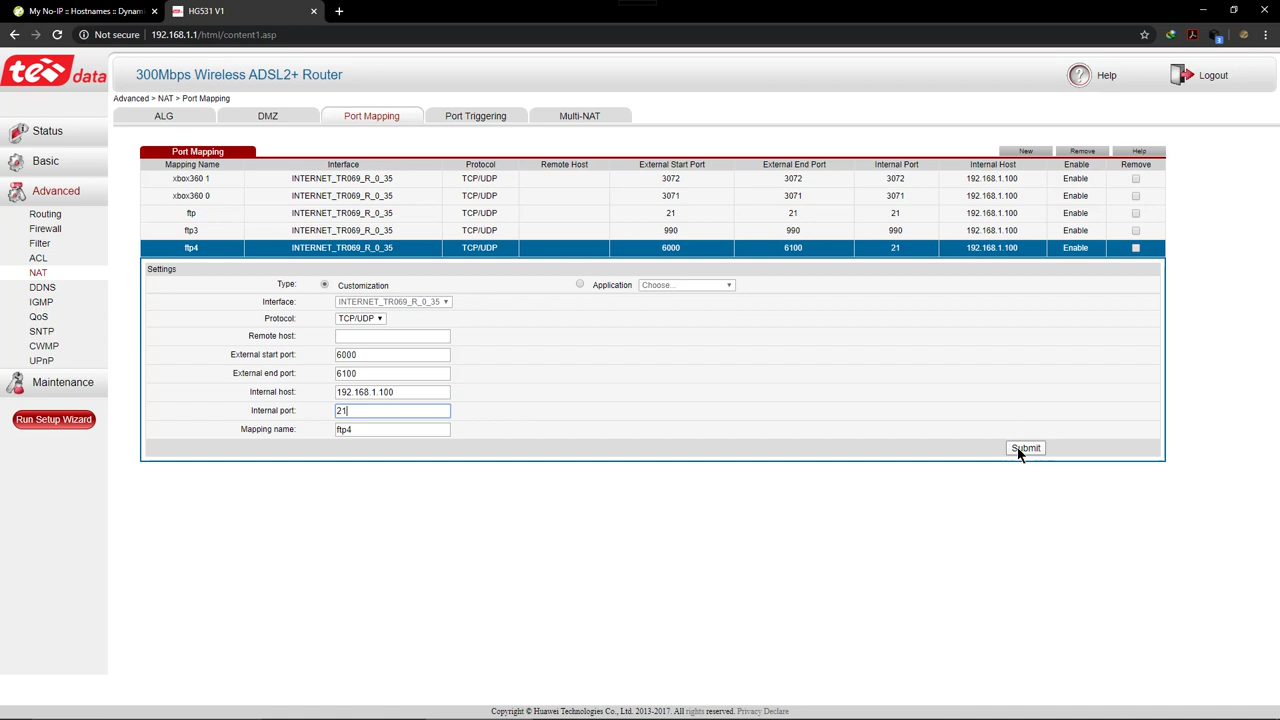 My No-IP :: Hostnames :: Dynam
HG531 V1
Not secure | 192.168.1.1/html/content1.asp
te data
300Mbps Wireless ADSL2+ Router
Help
Logout
Advanced > NAT > Port Mapping
ALG DMZ Port Mapping Port Triggering Multi-NAT
Status
Basic
Advanced
Routing
Firewall
Filter
ACL
NAT
DDNS
IGMP
QoS
SNTP
CWMP
UPnP
Maintenance
Run Setup Wizard
Port Mapping New Remove Help
Mapping Name Interface Protocol Remote Host External Start Port External End Port Internal Port Internal Host Enable Remove
xbox360 1 INTERNET_TR069_R_0_35 TCP/UDP 3072 3072 3072 192.168.1.100 Enable
xbox360 0 INTERNET_TR069_R_0_35 TCP/UDP 3071 3071 3071 192.168.1.100 Enable
ftp INTERNET_TR069_R_0_35 TCP/UDP 21 21 21 192.168.1.100 Enable
ftp3 INTERNET_TR069_R_0_35 TCP/UDP 990 990 990 192.168.1.100 Enable
ftp4 INTERNET_TR069_R_0_35 TCP/UDP 6000 6100 21 192.168.1.100 Enable
Settings
Type: Customization Application Choose...
Interface: INTERNET_TR069_R_0_35
Protocol: TCP/UDP
Remote host:
External start port: 6000
External end port: 6100
Internal host: 192.168.1.100
Internal port: 21
Mapping name: ftp4
Submit
Copyright © Huawei Technologies Co., Ltd. 2013-2017. All rights reserved. Privacy Declare